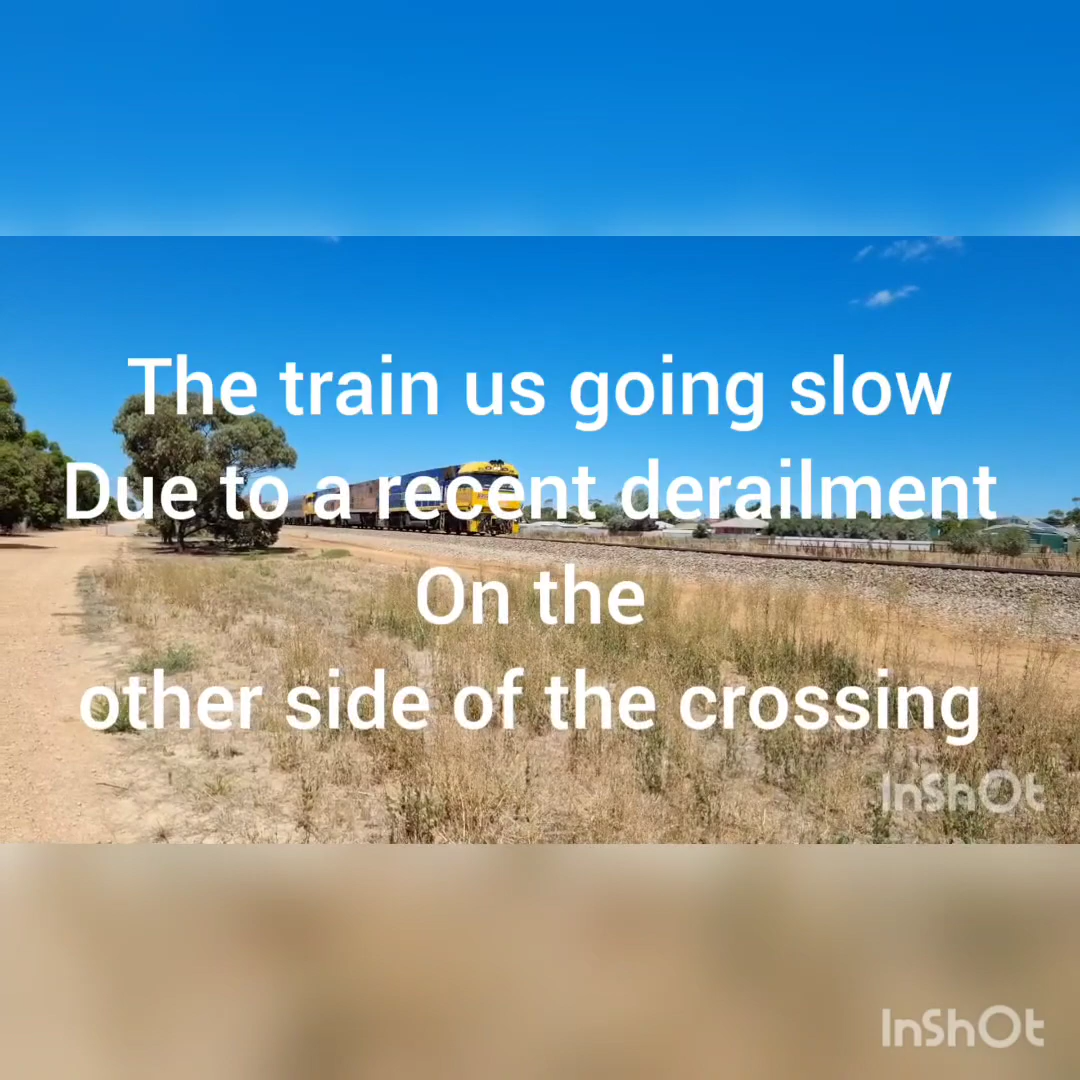 The train us going slow
Due to a recent derailment
On the
other side of the crossing
InShOt
InShOt